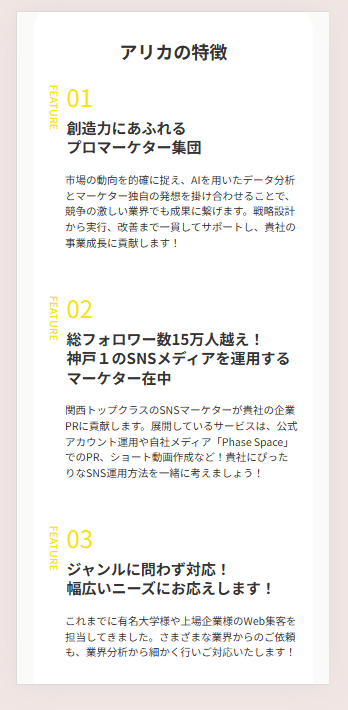 アリカの特徴
FEATURE
01
創造力にあふれる
プロマーケター集団
市場の動向を的確に捉え、AIを用いたデータ分析
とマーケター独自の発想を掛け合わせることで、
競争の激しい業界でも成果に繋げます。戦略設計
から実行、改善まで一貫してサポートし、貴社の
事業成長に貢献します！
FEATURE
02
総フォロワー数15万人越え！
神戸１のSNSメディアを運用する
マーケター在中
関西トップクラスのSNSマーケターが貴社の企業
PRに貢献します。展開しているサービスは、公式
アカウント運用や自社メディア「Phase Space」
でのPR、ショート動画作成など！貴社にぴった
りなSNS運用方法を一緒に考えましょう！
FEATURE
03
ジャンルに問わず対応！
幅広いニーズにお応えします！
これまでに有名大学様や上場企業様のWeb集客を
担当してきました。さまざまな業界からのご依頼
も、業界分析から細かく行いご対応いたします！